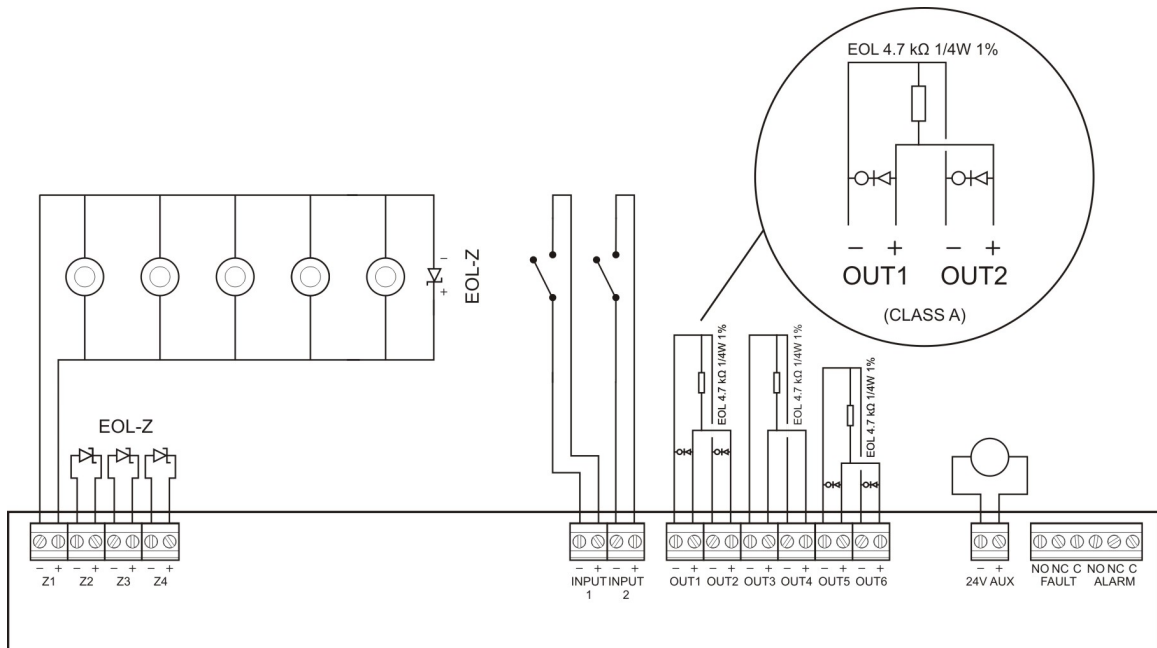 EOL 4.7 kΩ 1/4W 1%
− + − +
OUT1 OUT2
(CLASS A)
−
+
EOL-Z
EOL 4.7 kΩ 1/4W 1%
EOL 4.7 kΩ 1/4W 1%
EOL 4.7 kΩ 1/4W 1%
EOL-Z
− + − + − + − +
Z1 Z2 Z3 Z4
− + − +
INPUT 1
INPUT 2
− + − + − + − + − + − +
OUT1 OUT2 OUT3 OUT4 OUT5 OUT6
− +
24V AUX
NO NC C NO NC C
FAULT ALARM